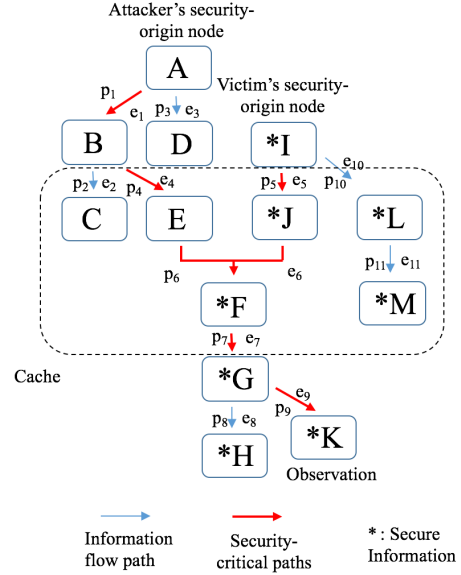 Attacker's security-
origin node
A
Victim's security-
origin node
p1
e1
p3 e3
B
D
*I
e10
p2 e2
p4
e4
p5 e5
p10
C
E
*J
*L
p6
e6
p11 e11
*F
*M
p7 e7
Cache
*G
e9
p9
p8 e8
*H
*K
Observation
Information
flow path
Security-
critical paths
* : Secure
Information